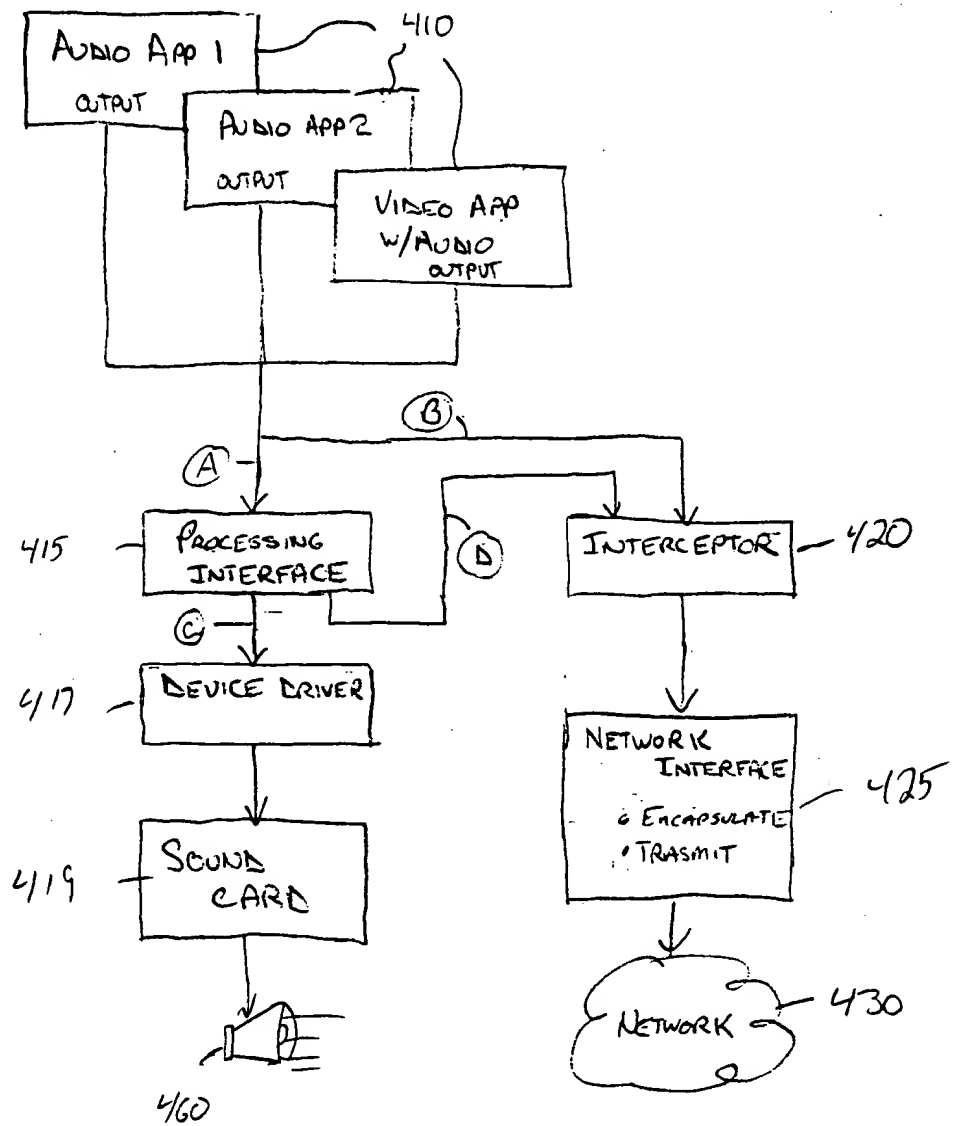 410
AUDIO APP 1
OUTPUT
AUDIO APP 2
OUTPUT
VIDEO APP
W/AUDIO
OUTPUT
B
A
D
415
PROCESSING
INTERFACE
INTERCEPTOR
420
C
417
DEVICE DRIVER
NETWORK
INTERFACE
• ENCAPSULATE
• TRASMIT
425
419
SOUND
CARD
NETWORK
430
460